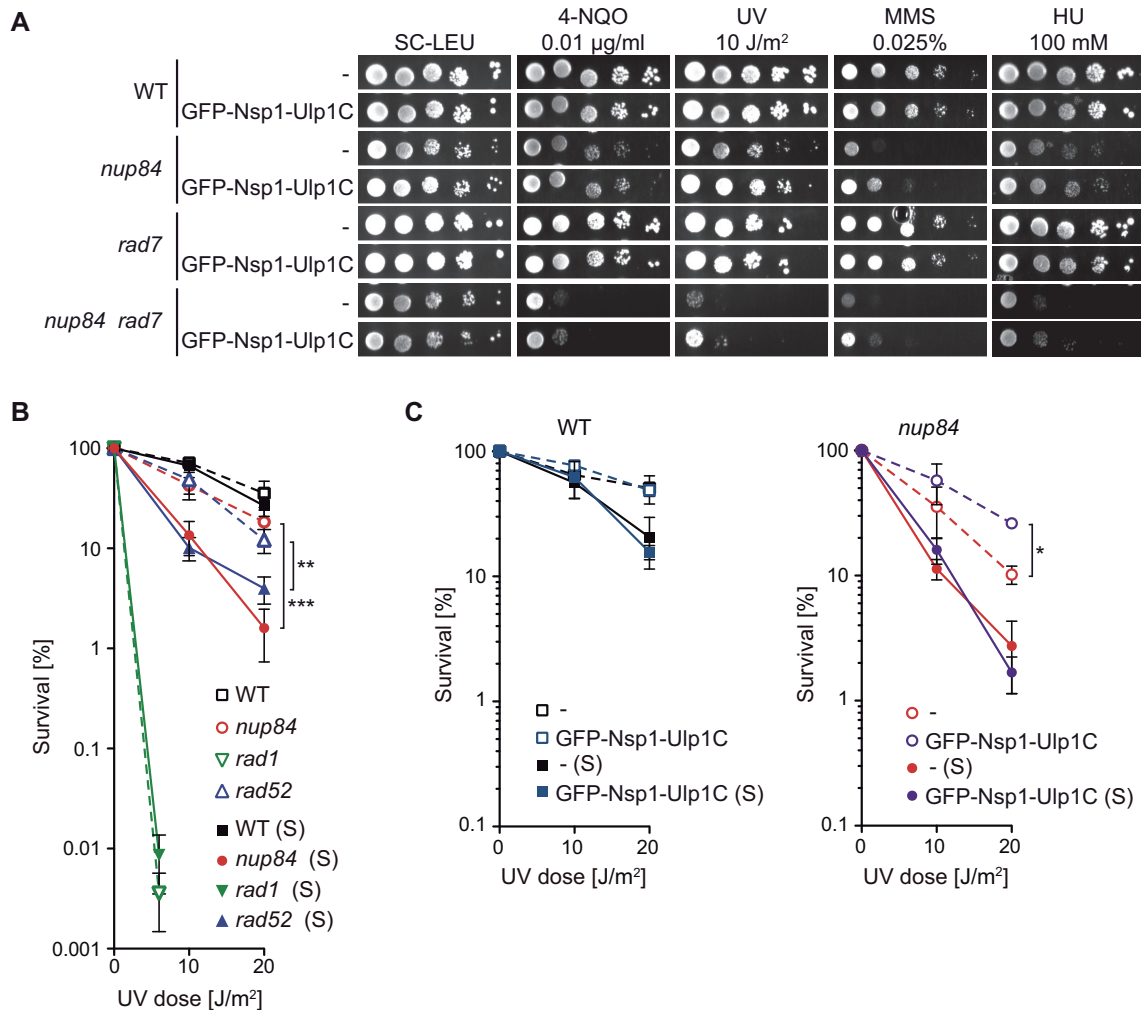 A
SC-LEU
4-NQO
0.01 µg/ml
UV
10 J/m²
MMS
0.025%
HU
100 mM
WT
-
GFP-Nsp1-Ulp1C
nup84
-
GFP-Nsp1-Ulp1C
rad7
-
GFP-Nsp1-Ulp1C
nup84 rad7
-
GFP-Nsp1-Ulp1C
B
100
10
1
0.1
0.01
0.001
Survival [%]
0 10 20
UV dose [J/m²]
**
***
WT
nup84
rad1
rad52
WT (S)
nup84 (S)
rad1 (S)
rad52 (S)
C
WT
100
10
1
0.1
Survival [%]
0 10 20
UV dose [J/m²]
-
GFP-Nsp1-Ulp1C
- (S)
GFP-Nsp1-Ulp1C (S)
nup84
100
10
1
0.1
Survival [%]
0 10 20
UV dose [J/m²]
*
-
GFP-Nsp1-Ulp1C
- (S)
GFP-Nsp1-Ulp1C (S)